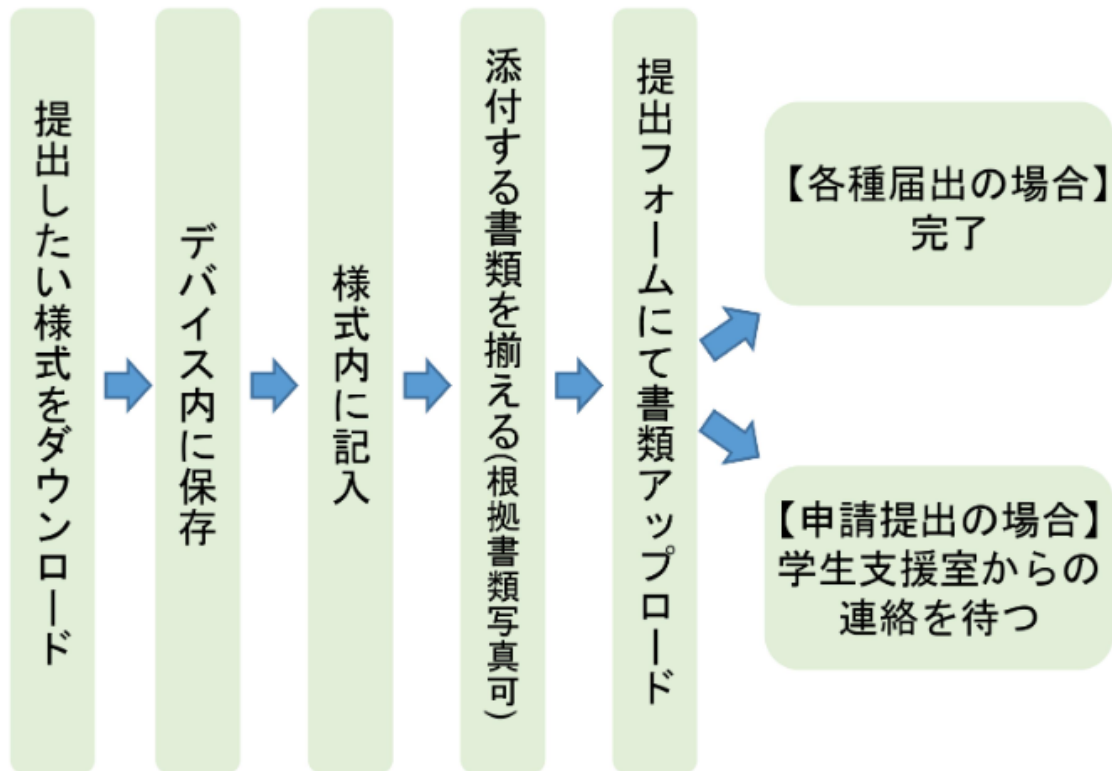 提出したい様式をダウンロード
デバイス内に保存
様式内に記入
添付する書類を揃える(根拠書類写真可)
提出フォームにて書類アップロード
【各種届出の場合】
完了
【申請提出の場合】
学生支援室からの
連絡を待つ